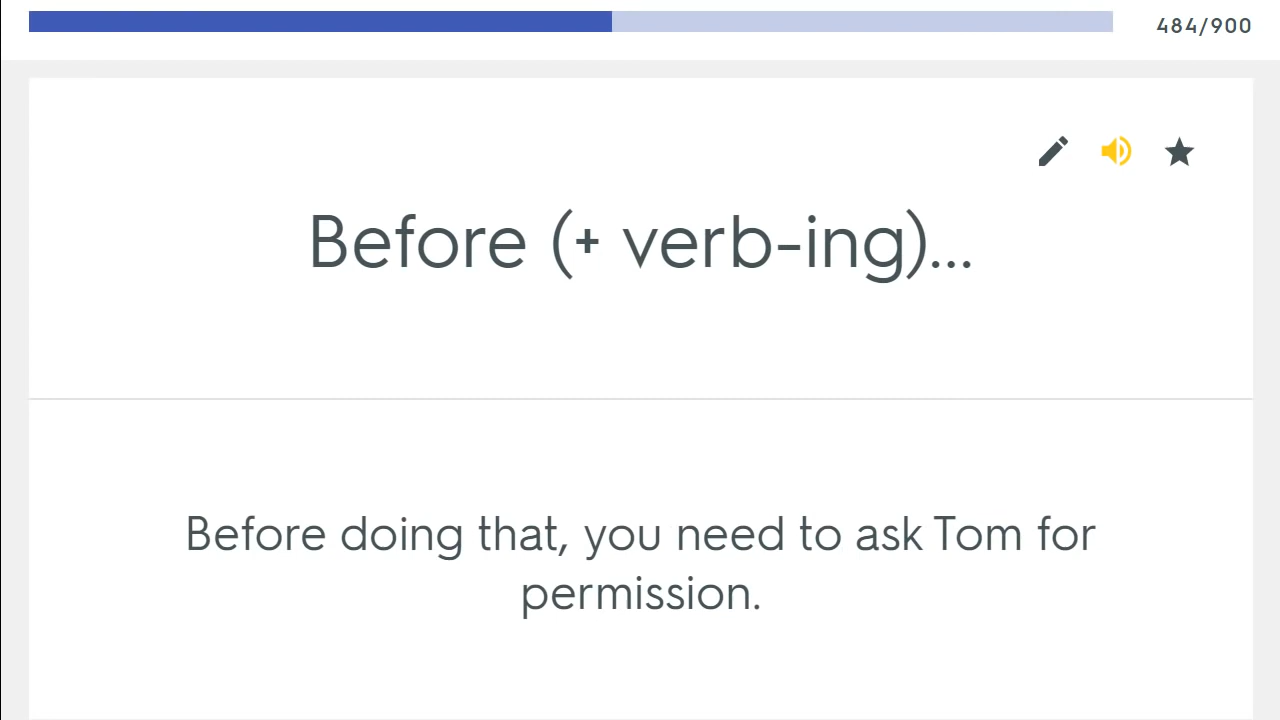 484/900
Before (+ verb-ing)...
Before doing that, you need to ask Tom for
permission.